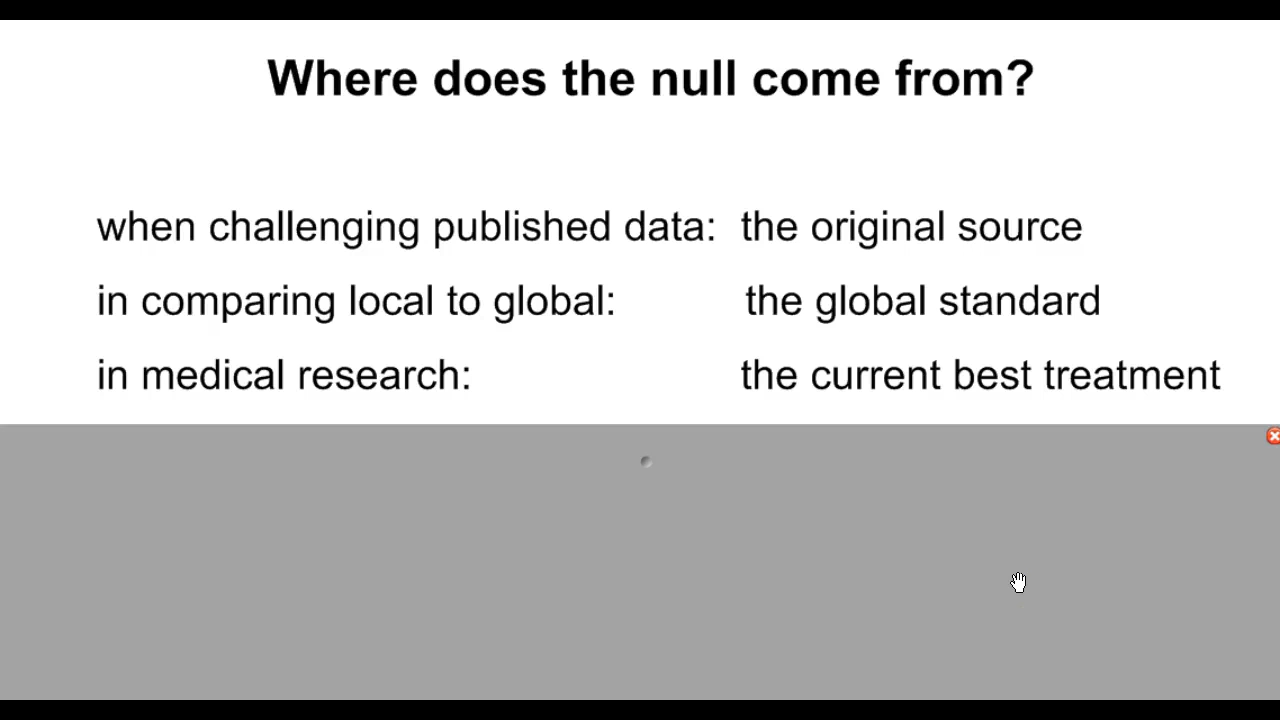 Where does the null come from?
when challenging published data: the original source
in comparing local to global: the global standard
in medical research: the current best treatment